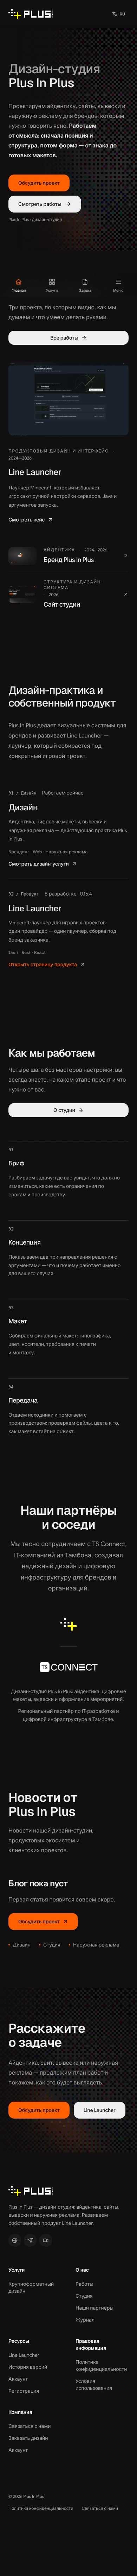 PLUS
RU
Дизайн-студия
Plus In Plus
Проектируем айдентику, сайты, вывески и
наружную рекламу для брендов, которым
нужно говорить ясно. Работаем
от смысла: сначала позиция и
структура, потом форма — от знака до
готовых макетов.
Обсудить проект
Смотреть работы
Plus In Plus · дизайн-студия
Главная
Услуги
Заявка
Меню
Три проекта, по которым видно, как мы
думаем и что умеем делать руками.
Все работы
ПРОДУКТОВЫЙ ДИЗАЙН И ИНТЕРФЕЙС
2024—2026
Line Launcher
Лаунчер Minecraft, который избавляет
от ручной настройки серверов, Java и
аргументов запуска.
Смотреть кейс
АЙДЕНТИКА 2024—2026
Бренд Plus In Plus
СТРУКТУРА И ДИЗАЙН-
СИСТЕМА
2026
Сайт студии
Дизайн-практика и
собственный продукт
Plus In Plus делает визуальные системы для
брендов и развивает Line Launcher —
лаунчер, который собирается под
конкретный игровой проект.
01 / Дизайн Работаем сейчас
Дизайн
Айдентика, цифровые макеты, вывески и
наружная реклама — действующая практика Plus
In Plus.
Брендинг · Web · Наружная реклама
Смотреть дизайн-услуги
02 / Продукт В разработке · 0.15.4
Line Launcher
Minecraft-лаунчер для игровых проектов:
один провайдер — один лаунчер, сборка под
бренд заказчика.
Tauri · Rust · React
Открыть страницу продукта
Как мы работаем
Четыре шага без мастерове настройки: вы
всегда знаете, на каком этапе проект и что
нужно от вас.
О студии
01
Бриф
Разбираем задачу: где вас увидят, что должно
измениться, какие есть ограничения по
срокам и производству.
02
Концепция
Показываем два-три направления решения с
аргументами — что и почему работает именно
для вашего случая.
03
Макет
Собираем финальный макет: типографика,
цвет, носители, требования к печати
и монтажу.
04
Передача
Отдаём исходники и помогаем с
производством: проверяем файлы, цвета и то,
как макет встаёт на объект.
Наши партнёры
и соседи
Мы тесно сотрудничаем с TS Connect,
IT-компанией из Тамбова, создавая
надёжный дизайн и цифровую
инфраструктуру для брендов и
организаций.
TS CONNECT
Дизайн-студия Plus In Plus: айдентика, цифровые
макеты, вывески и оформление мероприятий.
Региональный партнёр по IT-разработке и
цифровой инфраструктуре в Тамбове.
Новости от
Plus In Plus
Новости нашей дизайн-студии,
продуктовых экосистем и
клиентских проектов.
Блог пока пуст
Первая статья появится совсем скоро.
Обсудить проект
Дизайн
Студия
Наружная реклама
Расскажите
о задаче
Айдентика, сайт, вывеска или наружная
реклама — предложим план работ и
покажем, как это будет выглядеть.
Обсудить проект
Line Launcher
PLUS
Plus In Plus — дизайн-студия: айдентика, сайты,
вывески и наружная реклама. Развиваем
собственный продукт Line Launcher.
Услуги
Крупноформатный
дизайн
О нас
Работы
Студия
Наши партнёры
Журнал
Ресурсы
Line Launcher
История версий
Аккаунт
Регистрация
Правовая
информация
Политика
конфиденциальности
Условия
использования
Компания
Связаться с нами
Заказать дизайн
Аккаунт
© 2026 Plus In Plus
Политика конфиденциальности
Связаться с нами